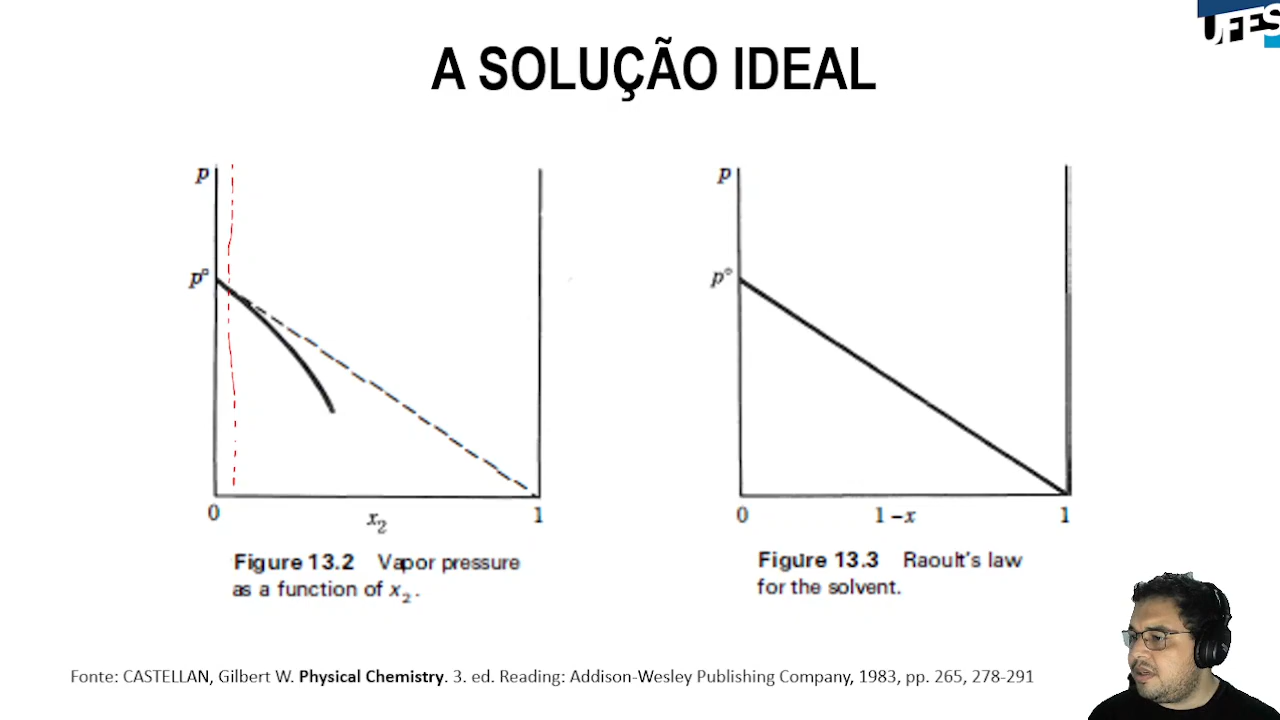 UFES
A SOLUÇÃO IDEAL
p
p°
0
x₂
1
Figure 13.2 Vapor pressure
as a function of x₂.
p
p°
0
1 – x
1
Figure 13.3 Raoult's law
for the solvent.
Fonte: CASTELLAN, Gilbert W. Physical Chemistry. 3. ed. Reading: Addison-Wesley Publishing Company, 1983, pp. 265, 278-291